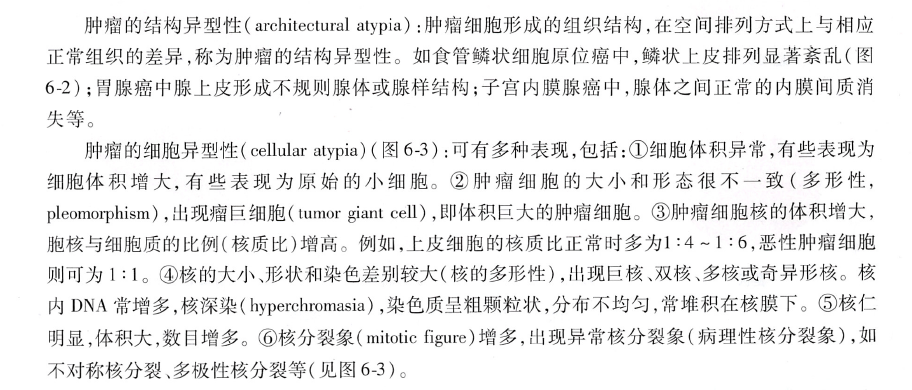 肿瘤的结构异型性(architectural atypia):肿瘤细胞形成的组织结构,在空间排列方式上与相应
正常组织的差异,称为肿瘤的结构异型性。如食管鳞状细胞原位癌中,鳞状上皮排列显著紊乱(图
6-2);胃腺癌中腺上皮形成不规则腺体或腺样结构;子宫内膜腺癌中,腺体之间正常的内膜间质消
失等。
肿瘤的细胞异型性(cellular atypia)(图6-3):可有多种表现,包括:①细胞体积异常,有些表现为
细胞体积增大,有些表现为原始的小细胞。②肿瘤细胞的大小和形态很不一致(多形性,
pleomorphism),出现瘤巨细胞(tumor giant cell),即体积巨大的肿瘤细胞。③肿瘤细胞核的体积增大,
胞核与细胞质的比例(核质比)增高。例如,上皮细胞的核质比正常时多为1∶4~1∶6,恶性肿瘤细胞
则可为1∶1。④核的大小、形状和染色差别较大(核的多形性),出现巨核、双核、多核或奇异形核。核
内DNA常增多,核深染(hyperchromasia),染色质呈粗颗粒状,分布不均匀,常堆积在核膜下。⑤核仁
明显,体积大,数目增多。⑥核分裂象(mitotic figure)增多,出现异常核分裂象(病理性核分裂象),如
不对称核分裂、多极性核分裂等(见图6-3)。